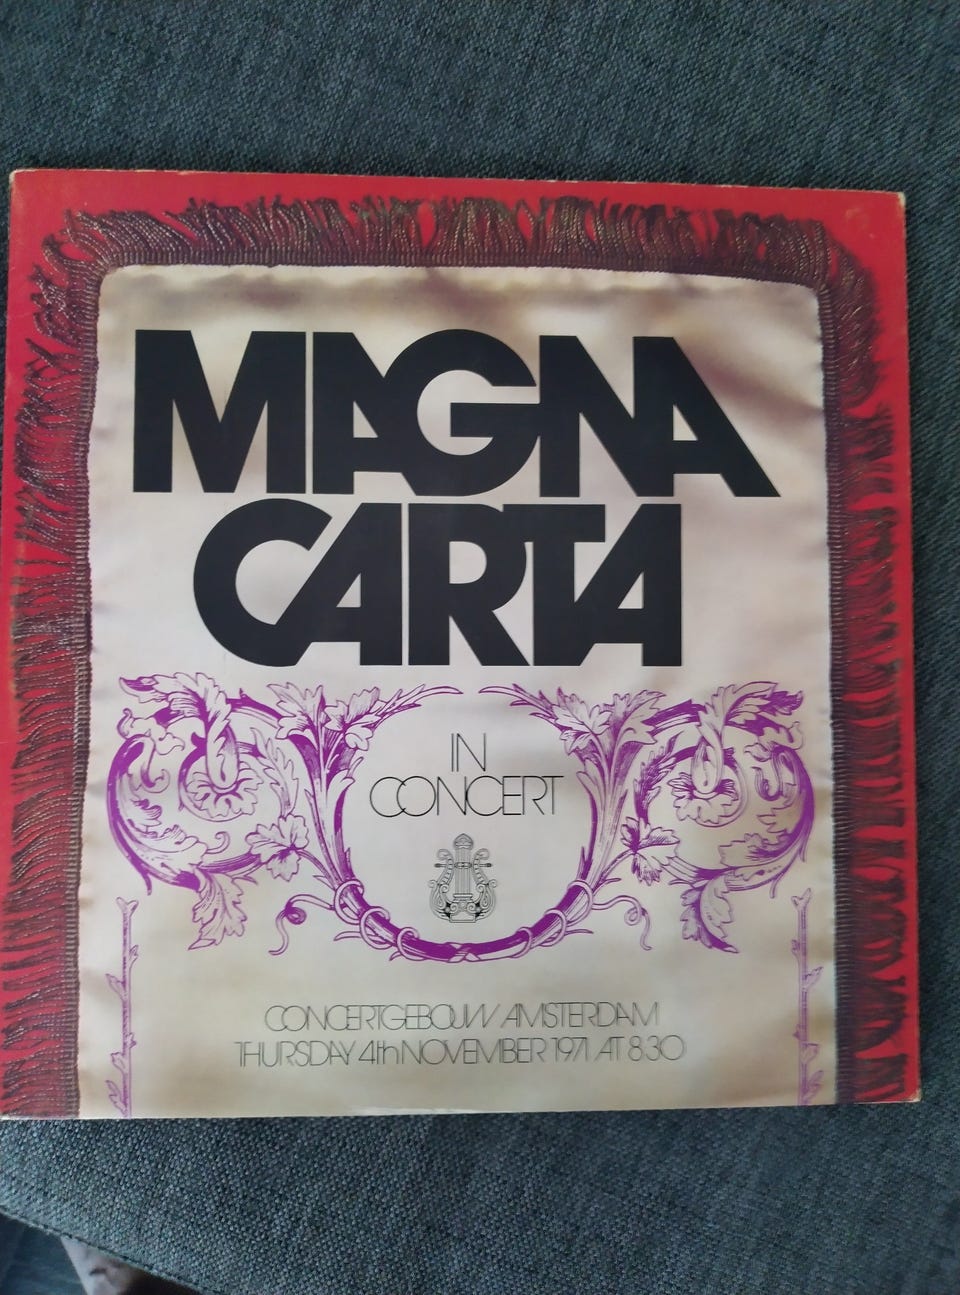 MAGNA
CARTA
IN
CONCERT
CONCERTGEBOUW AMSTERDAM
THURSDAY 4th NOVEMBER 1971 AT 8.30